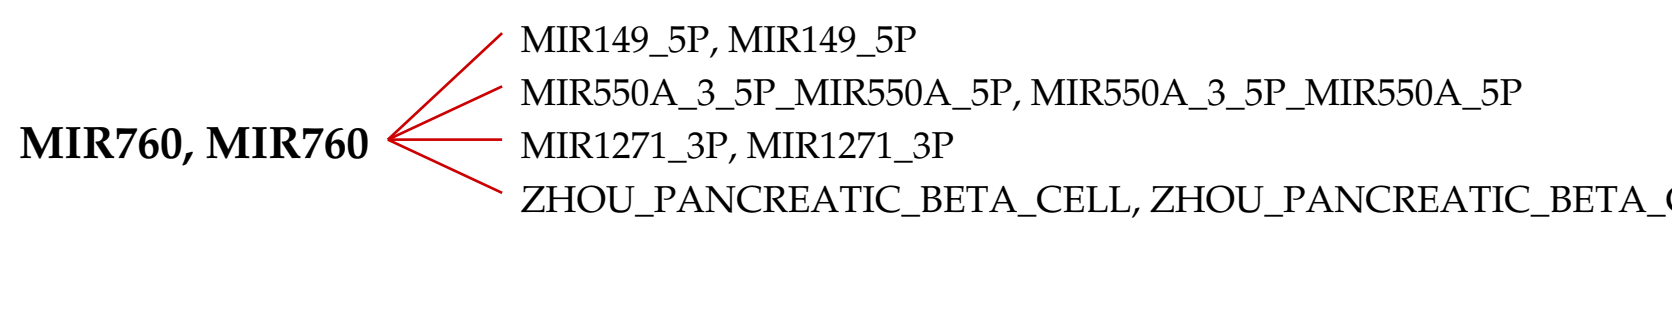 MIR149_5P, MIR149_5P
MIR550A_3_5P_MIR550A_5P, MIR550A_3_5P_MIR550A_5P
MIR760, MIR760
MIR1271_3P, MIR1271_3P
ZHOU_PANCREATIC_BETA_CELL, ZHOU_PANCREATIC_BETA_